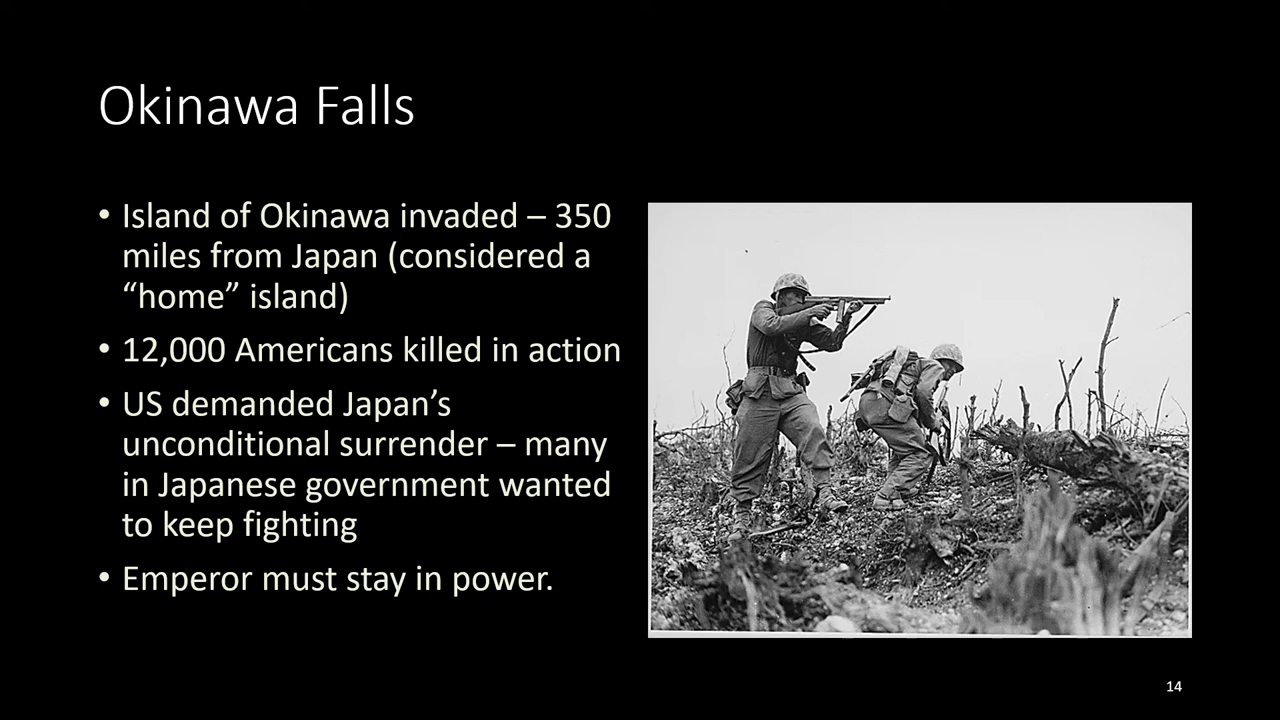 Okinawa Falls
• Island of Okinawa invaded – 350
miles from Japan (considered a
“home” island)
• 12,000 Americans killed in action
• US demanded Japan’s
unconditional surrender – many
in Japanese government wanted
to keep fighting
• Emperor must stay in power.
14